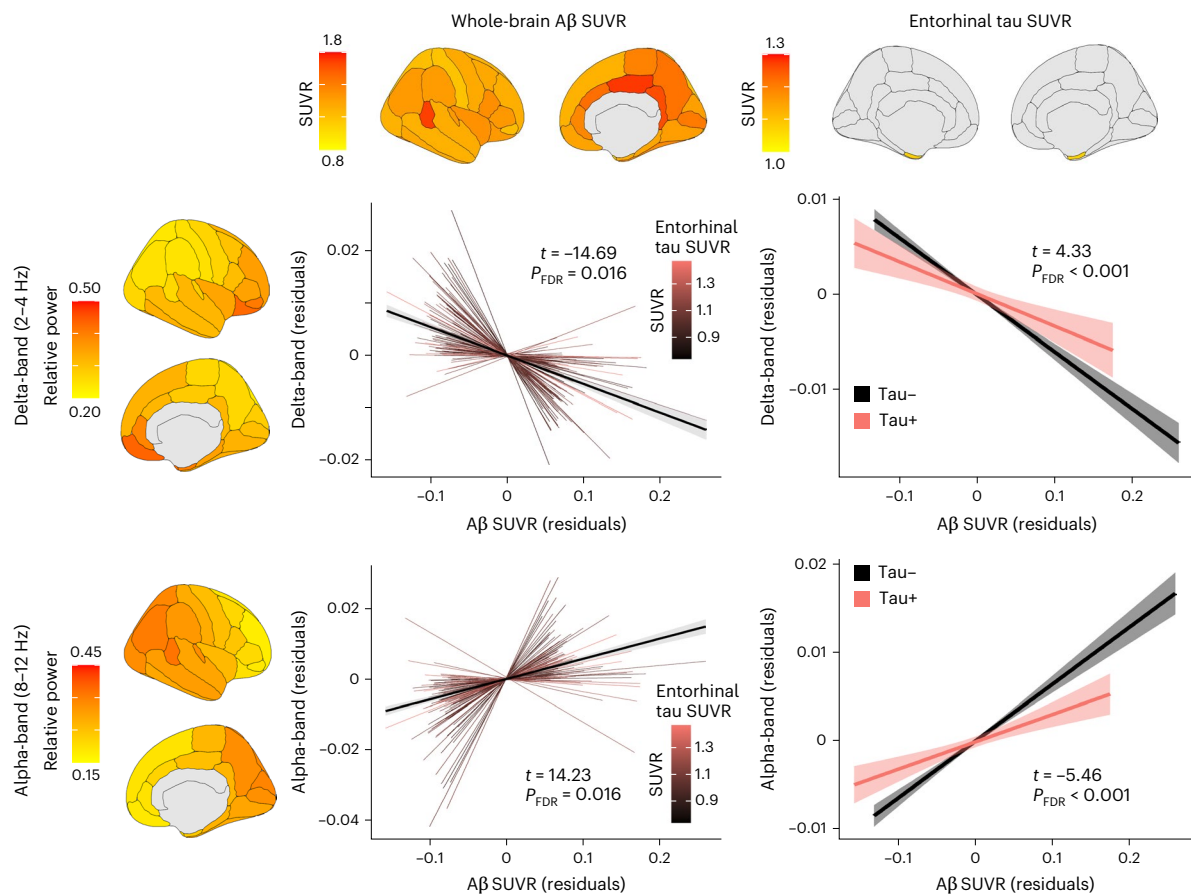 Whole-brain Aβ SUVR
Entorhinal tau SUVR
1.8
SUVR
0.8
1.3
SUVR
1.0
Delta-band (2–4 Hz)
Relative power
0.50
0.20
Delta-band (residuals)
0.02
0
−0.02
t = −14.69
P_FDR = 0.016
Entorhinal
tau SUVR
SUVR
1.3
1.1
0.9
−0.1
0
0.1
0.2
Aβ SUVR (residuals)
Delta-band (residuals)
0.01
0
−0.01
t = 4.33
P_FDR < 0.001
Tau−
Tau+
−0.1
0
0.1
0.2
Aβ SUVR (residuals)
Alpha-band (8–12 Hz)
Relative power
0.45
0.15
Alpha-band (residuals)
0.02
0
−0.02
−0.04
t = 14.23
P_FDR = 0.016
Entorhinal
tau SUVR
SUVR
1.3
1.1
0.9
−0.1
0
0.1
0.2
Aβ SUVR (residuals)
Alpha-band (residuals)
0.02
0.01
0
−0.01
Tau−
Tau+
t = −5.46
P_FDR < 0.001
−0.1
0
0.1
0.2
Aβ SUVR (residuals)